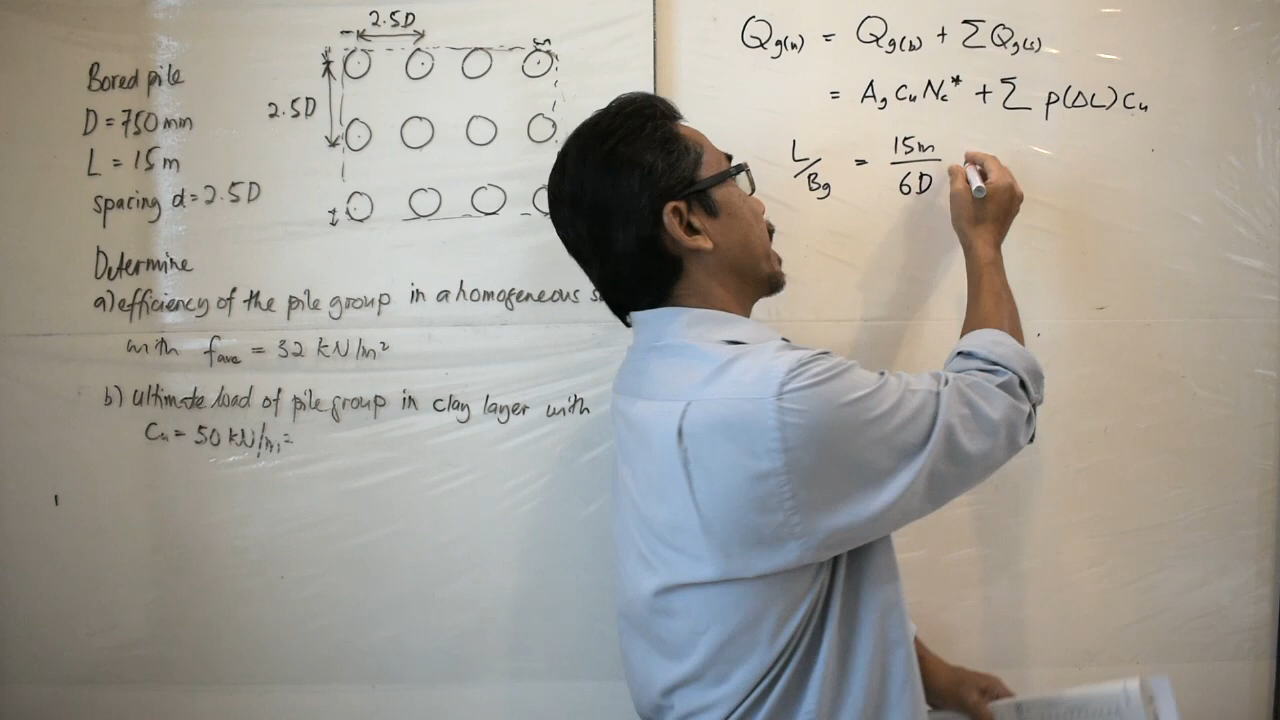 2.5D
Bored pile
D = 750 mm
L = 15 m
spacing d = 2.5D
2.5D
Determine
a) efficiency of the pile group in a homogeneous
with fave = 32 kN/m²
b) ultimate load of pile group in clay layer with
Cu = 50 kN/m²
Qg(u) = Qg(b) + ΣQg(s)
= Ag Cu Nc* + Σ p(ΔL) Cu
L/Bg = 15m/6D